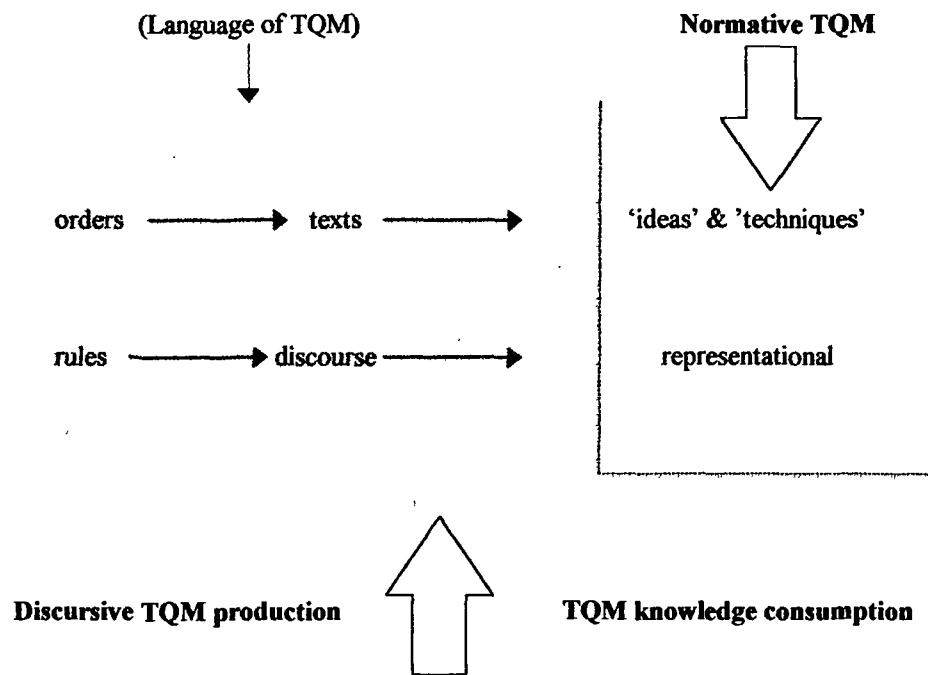 (Language of TQM) Normative TQM
orders texts ‘ideas’ & ’techniques’
rules discourse representational
Discursive TQM production TQM knowledge consumption